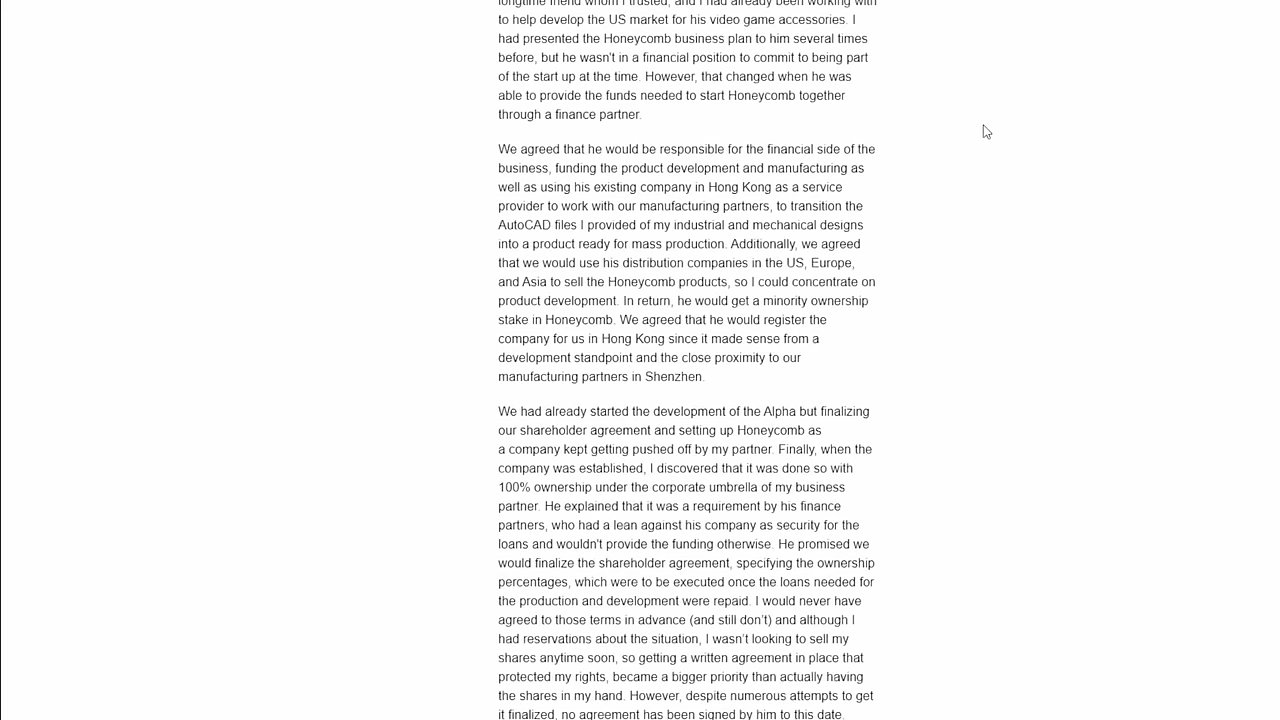 longtime friend whom I trusted, and I had already been working with
to help develop the US market for his video game accessories. I
had presented the Honeycomb business plan to him several times
before, but he wasn't in a financial position to commit to being part
of the start up at the time. However, that changed when he was
able to provide the funds needed to start Honeycomb together
through a finance partner.
We agreed that he would be responsible for the financial side of the
business, funding the product development and manufacturing as
well as using his existing company in Hong Kong as a service
provider to work with our manufacturing partners, to transition the
AutoCAD files I provided of my industrial and mechanical designs
into a product ready for mass production. Additionally, we agreed
that we would use his distribution companies in the US, Europe,
and Asia to sell the Honeycomb products, so I could concentrate on
product development. In return, he would get a minority ownership
stake in Honeycomb. We agreed that he would register the
company for us in Hong Kong since it made sense from a
development standpoint and the close proximity to our
manufacturing partners in Shenzhen.
We had already started the development of the Alpha but finalizing
our shareholder agreement and setting up Honeycomb as
a company kept getting pushed off by my partner. Finally, when the
company was established, I discovered that it was done so with
100% ownership under the corporate umbrella of my business
partner. He explained that it was a requirement by his finance
partners, who had a lean against his company as security for the
loans and wouldn't provide the funding otherwise. He promised we
would finalize the shareholder agreement, specifying the ownership
percentages, which were to be executed once the loans needed for
the production and development were repaid. I would never have
agreed to those terms in advance (and still don't) and although I
had reservations about the situation, I wasn't looking to sell my
shares anytime soon, so getting a written agreement in place that
protected my rights, became a bigger priority than actually having
the shares in my hand. However, despite numerous attempts to get
it finalized, no agreement has been signed by him to this date.